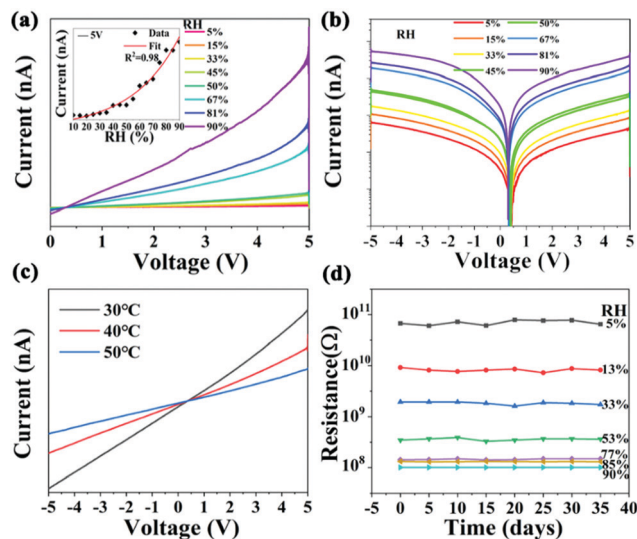 (a)
— 5V
Data
Fit
R²=0.98
Current (nA)
10 20 30 40 50 60 70 80 90
RH (%)
RH
5%
15%
33%
45%
50%
67%
81%
90%
Current (nA)
0 1 2 3 4 5
Voltage (V)
(b)
RH
5% 50%
15% 67%
33% 81%
45% 90%
Current (nA)
-5 -4 -3 -2 -1 0 1 2 3 4 5
Voltage (V)
(c)
30°C
40°C
50°C
Current (nA)
-5 -4 -3 -2 -1 0 1 2 3 4 5
Voltage (V)
(d)
10¹¹
10¹⁰
10⁹
10⁸
Resistance(Ω)
RH
5%
13%
33%
53%
77%
85%
90%
0 5 10 15 20 25 30 35 40
Time (days)